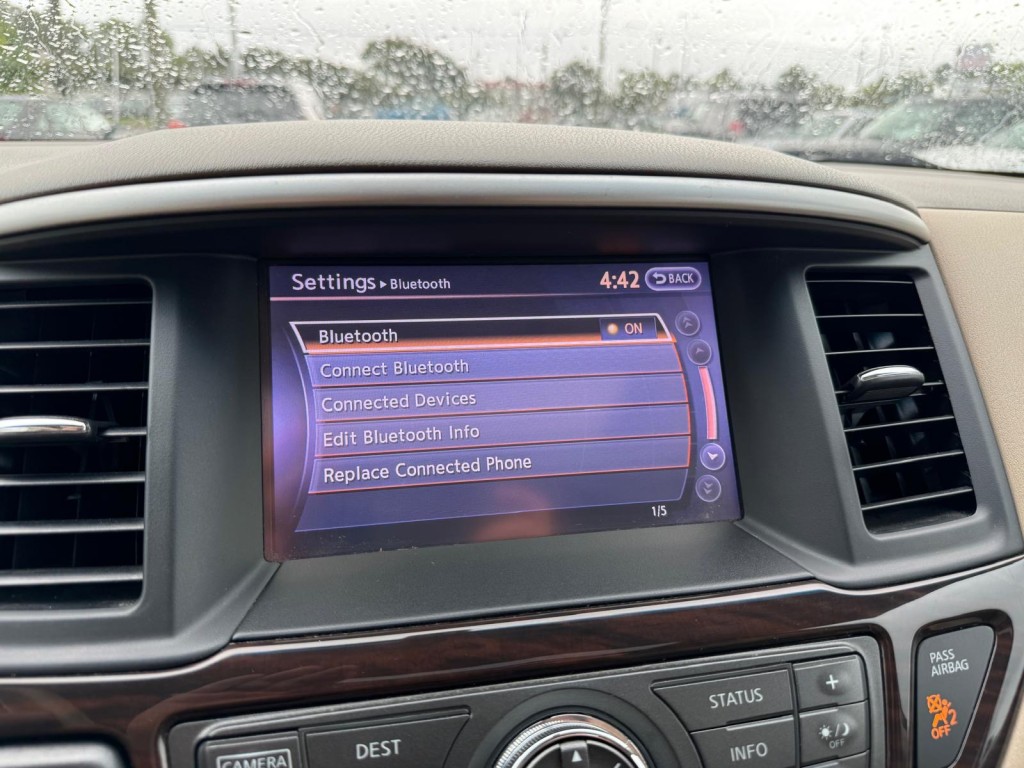 Settings ▸ Bluetooth 4:42 BACK
Bluetooth ON
Connect Bluetooth
Connected Devices
Edit Bluetooth Info
Replace Connected Phone
1/5
CAMERA
DEST
STATUS
+
INFO
OFF
PASS
AIRBAG
2
OFF